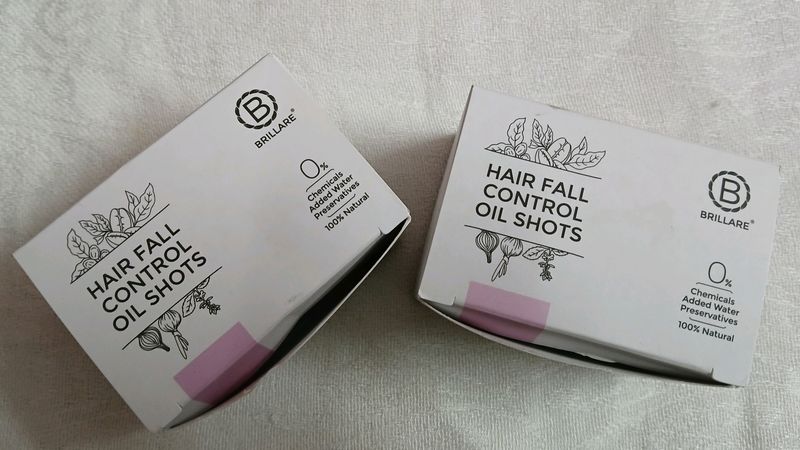 B
BRILLARE®
HAIR FALL
CONTROL
OIL SHOTS
0%
Chemicals
Added Water
Preservatives
100% Natural
B
BRILLARE®
HAIR FALL
CONTROL
OIL SHOTS
0%
Chemicals
Added Water
Preservatives
100% Natural